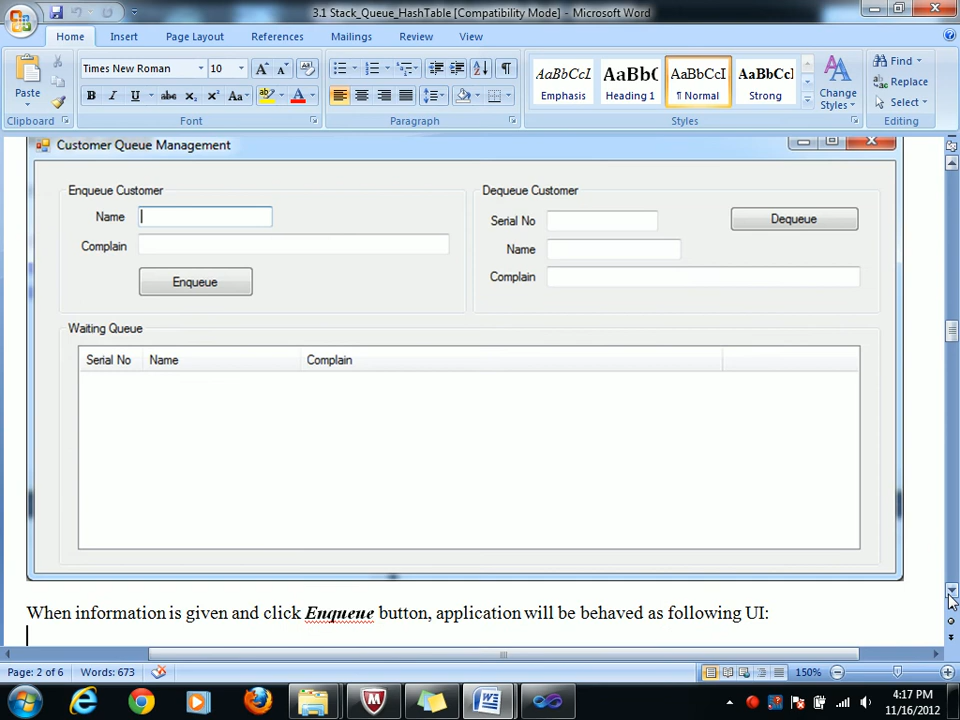 3.1 Stack_Queue_HashTable [Compatibility Mode] - Microsoft Word
Home Insert Page Layout References Mailings Review View
Paste
Times New Roman 10
AaBbCcI AaBbC AaBbCcI AaBbCcl
Emphasis Heading 1 ¶ Normal Strong
Change Styles
Find
Replace
Select
Clipboard Font Paragraph Styles Editing
Customer Queue Management
Enqueue Customer
Name
Complain
Enqueue
Dequeue Customer
Serial No
Dequeue
Name
Complain
Waiting Queue
Serial No Name Complain
When information is given and click Enqueue button, application will be behaved as following UI:
Page: 2 of 6 Words: 673 150%
4:17 PM
11/16/2012